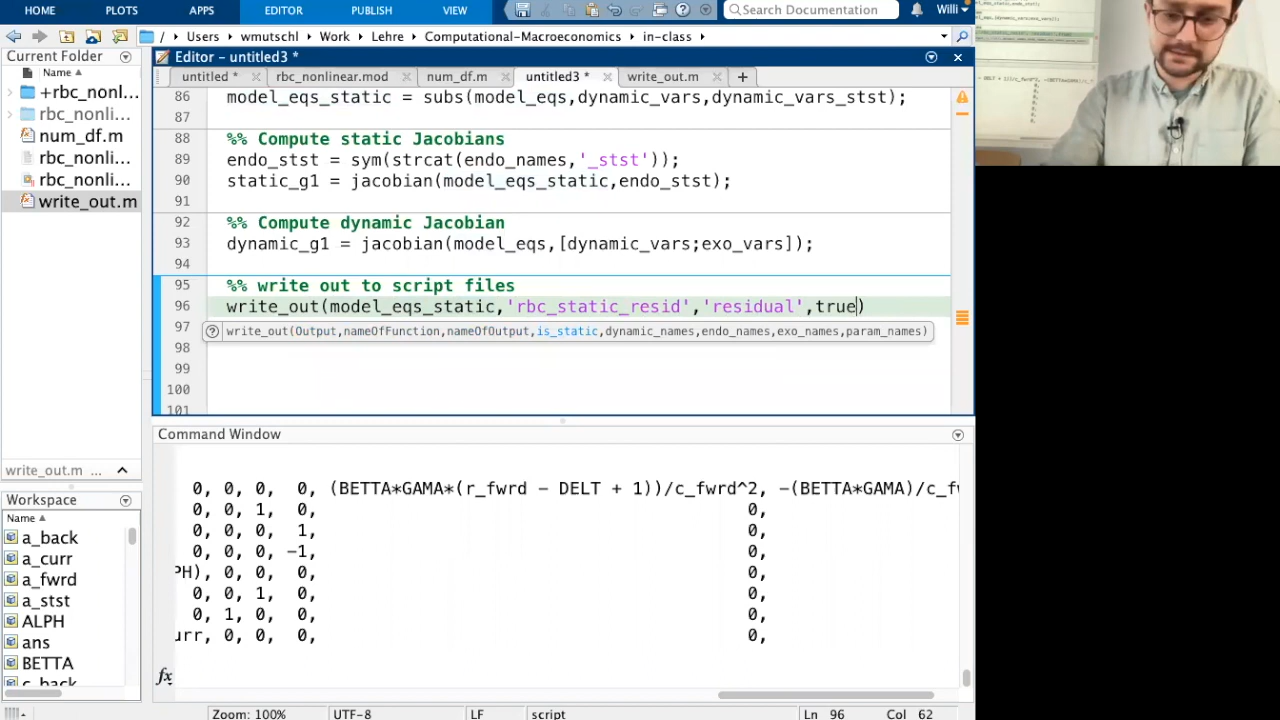 HOME PLOTS APPS EDITOR PUBLISH VIEW Search Documentation Willi
/ Users wmutschl Work Lehre Computational-Macroeconomics in-class
Current Folder
Name
+rbc_nonl...
rbc_nonli...
num_df.m
rbc_nonli...
rbc_nonli...
write_out.m
write_out.m ...
Workspace
Name
a_back
a_curr
a_fwrd
a_stst
ALPH
ans
BETTA
c_back
Editor - untitled3 *
untitled * rbc_nonlinear.mod num_df.m untitled3 * write_out.m +
86 model_eqs_static = subs(model_eqs,dynamic_vars,dynamic_vars_stst);
87
88 %% Compute static Jacobians
89 endo_stst = sym(strcat(endo_names,'_stst'));
90 static_g1 = jacobian(model_eqs_static,endo_stst);
91
92 %% Compute dynamic Jacobian
93 dynamic_g1 = jacobian(model_eqs,[dynamic_vars;exo_vars]);
94
95 %% write out to script files
96 write_out(model_eqs_static,'rbc_static_resid','residual',true)
97 write_out(Output,nameOfFunction,nameOfOutput,is_static,dynamic_names,endo_names,exo_names,param_names)
98
99
100
101
Command Window
0, 0, 0, 0, (BETTA*GAMA*(r_fwrd - DELT + 1))/c_fwrd^2, -(BETTA*GAMA)/c_fw
0, 0, 1, 0, 0,
0, 0, 0, 1, 0,
0, 0, 0, -1, 0,
PH), 0, 0, 0, 0,
0, 0, 1, 0, 0,
0, 1, 0, 0, 0,
urr, 0, 0, 0, 0,
fx
Zoom: 100% UTF-8 LF script Ln 96 Col 62